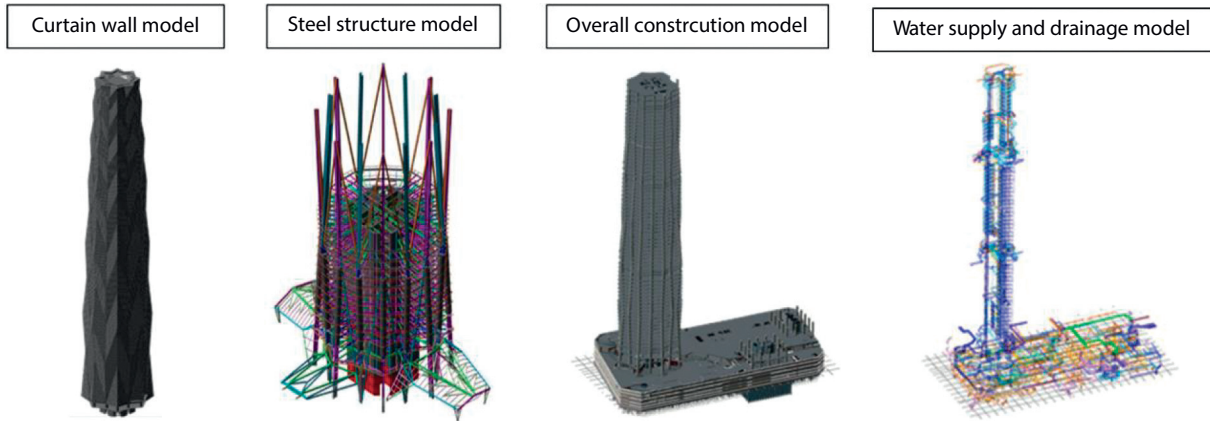 Curtain wall model
Steel structure model
Overall constrcution model
Water supply and drainage model